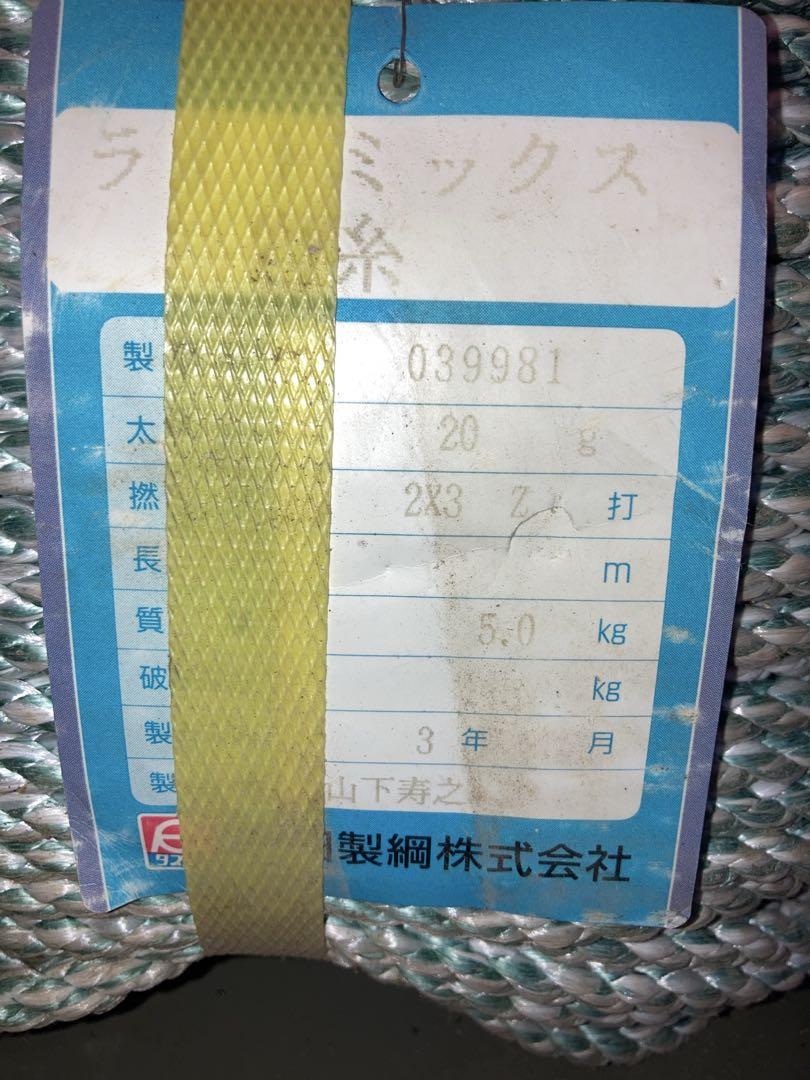 ラ ミックス
糸
製 039981
太 20 g
撚 2X3 Z 打
長 m
質 5.0 kg
破 kg
製 3 年 月
製 山下寿之
製綱株式会社